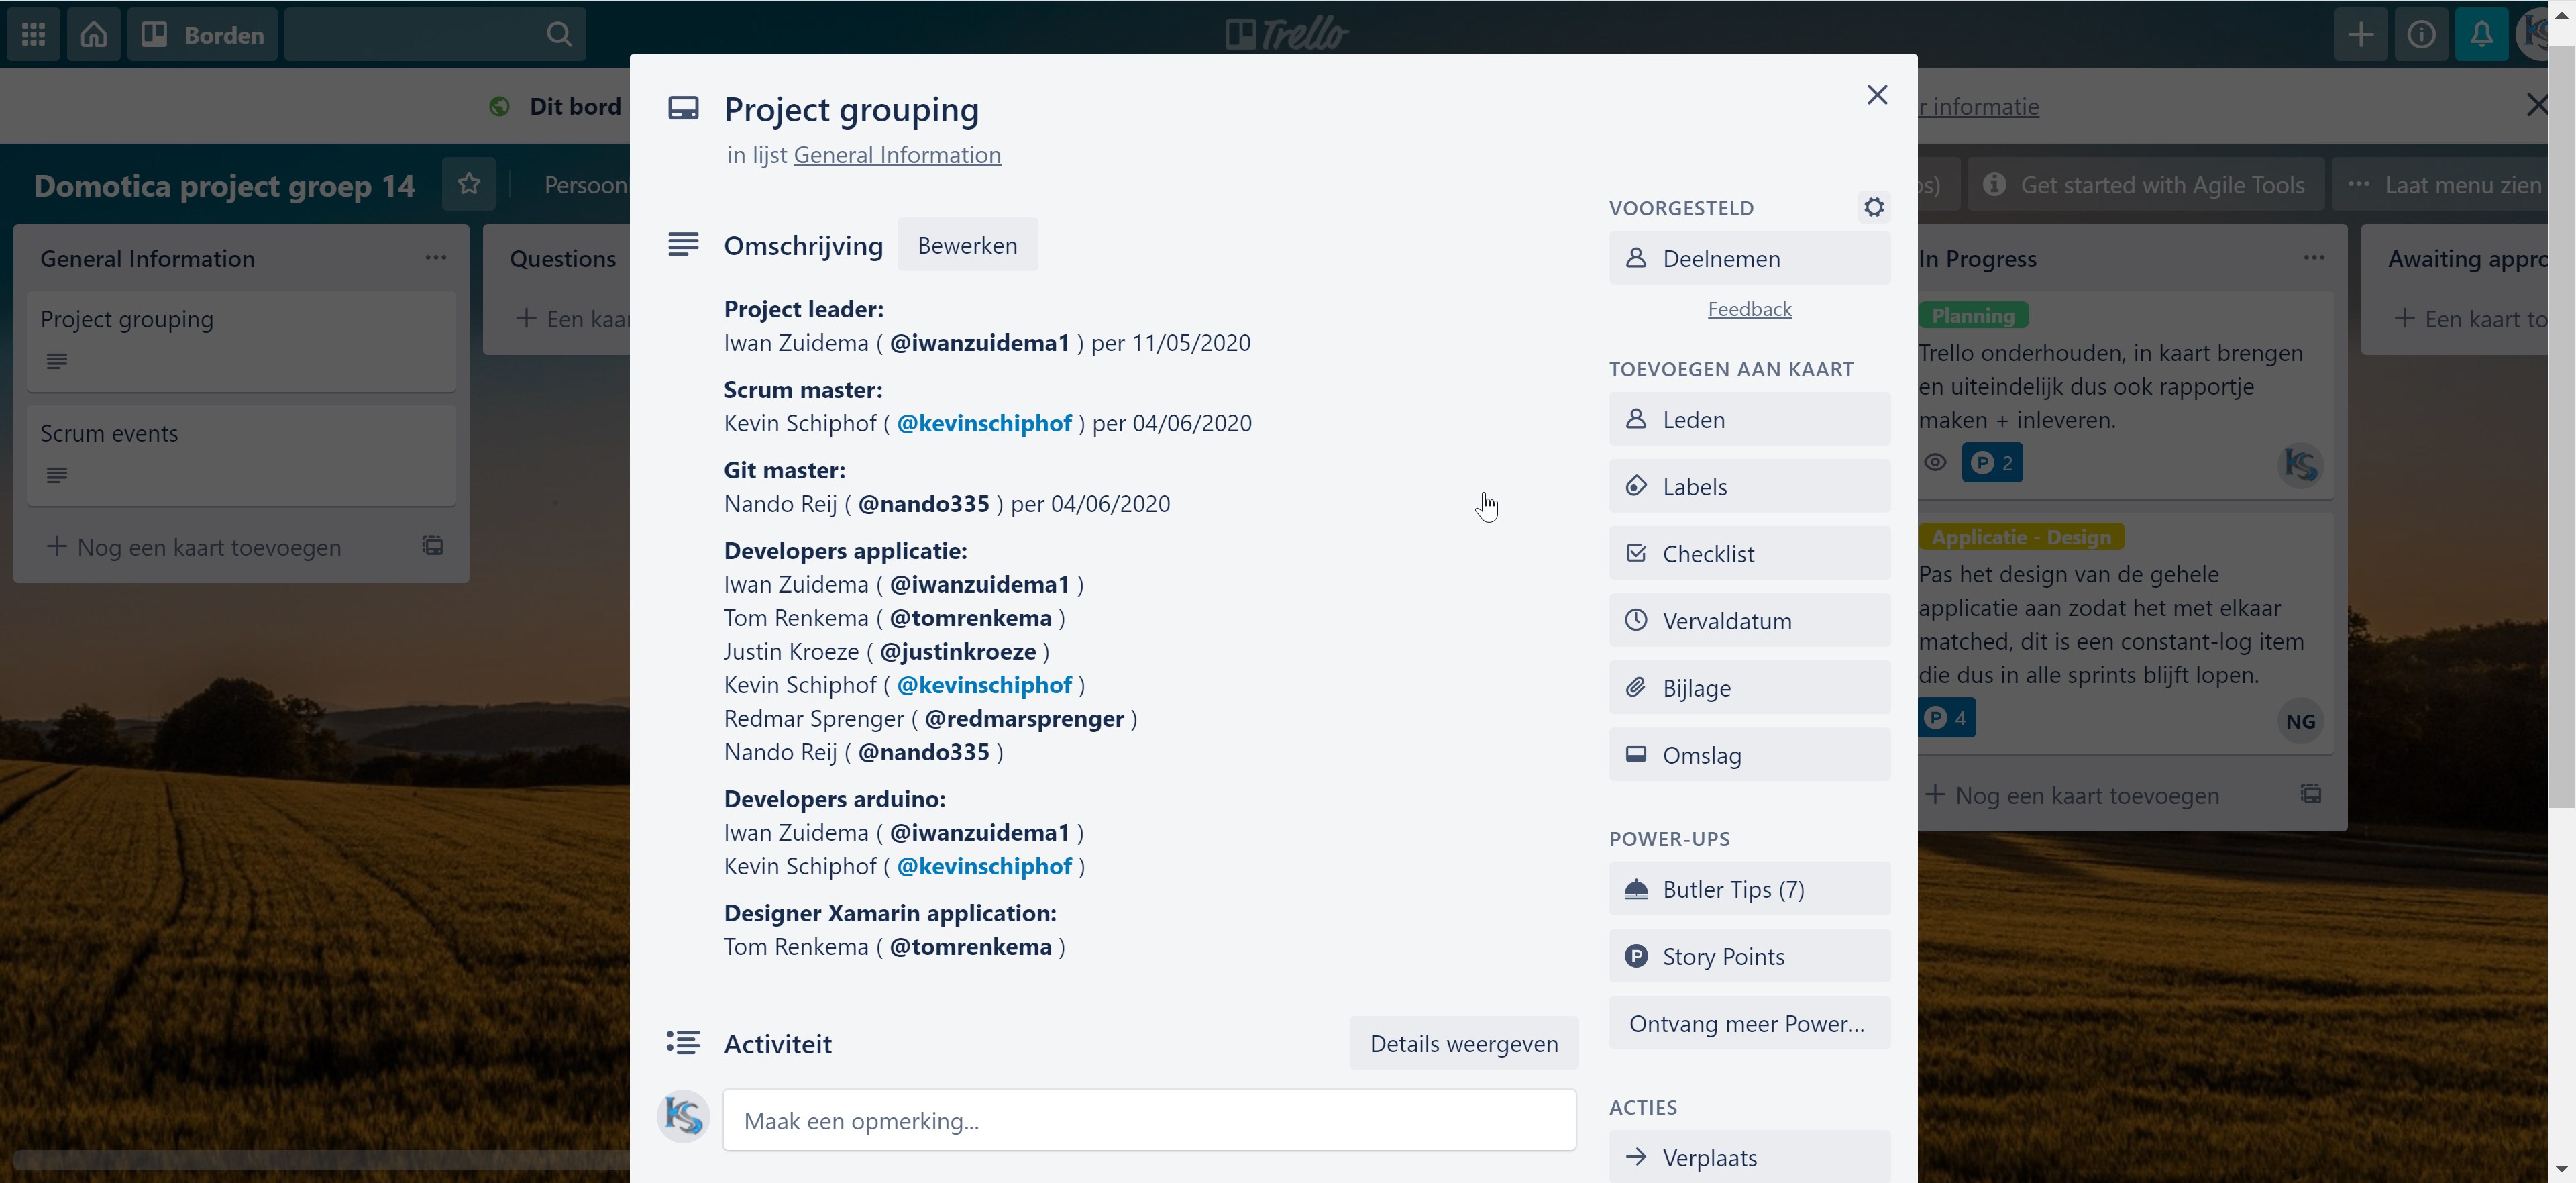 Borden
Trello
Dit bord
r informatie
Domotica project groep 14
Persoon
Get started with Agile Tools
Laat menu zien
General Information
Project grouping
Scrum events
Nog een kaart toevoegen
Questions
Een kaar
Project grouping
in lijst General Information
Omschrijving
Bewerken
Project leader:
Iwan Zuidema ( @iwanzuidema1 ) per 11/05/2020
Scrum master:
Kevin Schiphof ( @kevinschiphof ) per 04/06/2020
Git master:
Nando Reij ( @nando335 ) per 04/06/2020
Developers applicatie:
Iwan Zuidema ( @iwanzuidema1 )
Tom Renkema ( @tomrenkema )
Justin Kroeze ( @justinkroeze )
Kevin Schiphof ( @kevinschiphof )
Redmar Sprenger ( @redmarsprenger )
Nando Reij ( @nando335 )
Developers arduino:
Iwan Zuidema ( @iwanzuidema1 )
Kevin Schiphof ( @kevinschiphof )
Designer Xamarin application:
Tom Renkema ( @tomrenkema )
Activiteit
Details weergeven
Maak een opmerking...
VOORGESTELD
Deelnemen
Feedback
TOEVOEGEN AAN KAART
Leden
Labels
Checklist
Vervaldatum
Bijlage
Omslag
POWER-UPS
Butler Tips (7)
Story Points
Ontvang meer Power...
ACTIES
Verplaats
In Progress
Planning
Trello onderhouden, in kaart brengen
en uiteindelijk dus ook rapportje
maken + inleveren.
2
Applicatie - Design
Pas het design van de gehele
applicatie aan zodat het met elkaar
matched, dit is een constant-log item
die dus in alle sprints blijft lopen.
4
NG
Nog een kaart toevoegen
Awaiting appro
Een kaart to